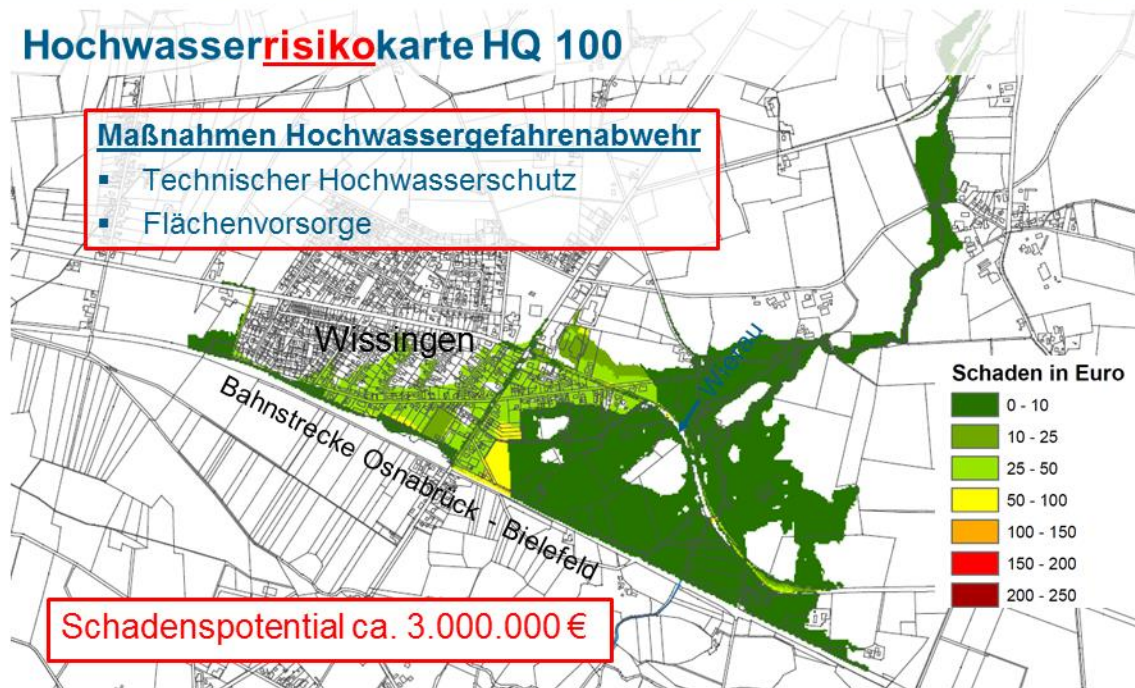 Hochwasserrisikokarte HQ 100
Maßnahmen Hochwassergefahrenabwehr
▪ Technischer Hochwasserschutz
▪ Flächenvorsorge
Wissingen
Wierau
Bahnstrecke Osnabrück - Bielefeld
Schaden in Euro
0 - 10
10 - 25
25 - 50
50 - 100
100 - 150
150 - 200
200 - 250
Schadenspotential ca. 3.000.000 €